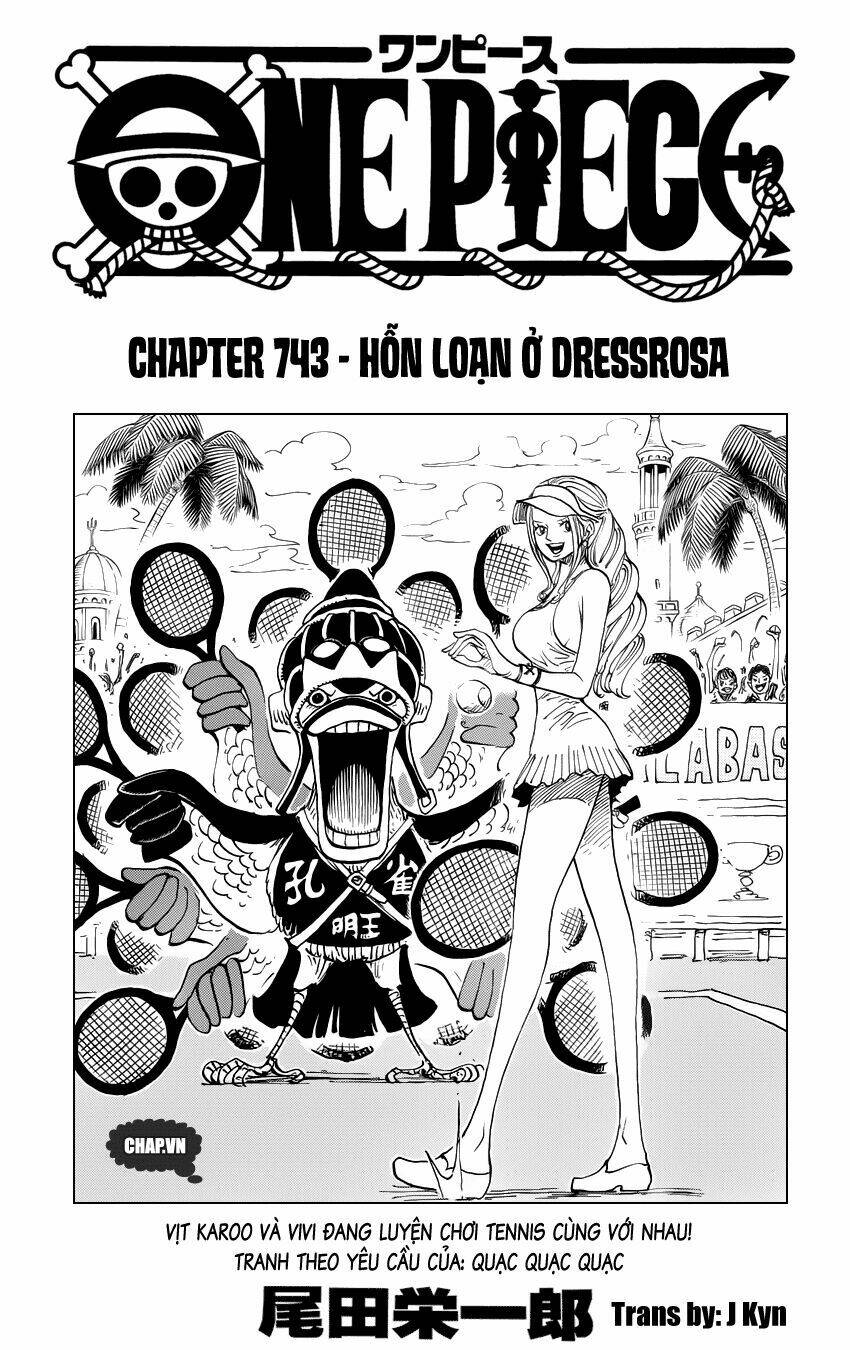 ワンピース
ONE PIECE
CHAPTER 743 - HỖN LOẠN Ở DRESSROSA
ALABAS
孔雀
明王
CHAP.VN
VỊT KAROO VÀ VIVI ĐANG LUYỆN CHƠI TENNIS CÙNG VỚI NHAU!
TRANH THEO YÊU CẦU CỦA: QUẠC QUẠC QUẠC
尾田栄一郎 Trans by: J Kyn